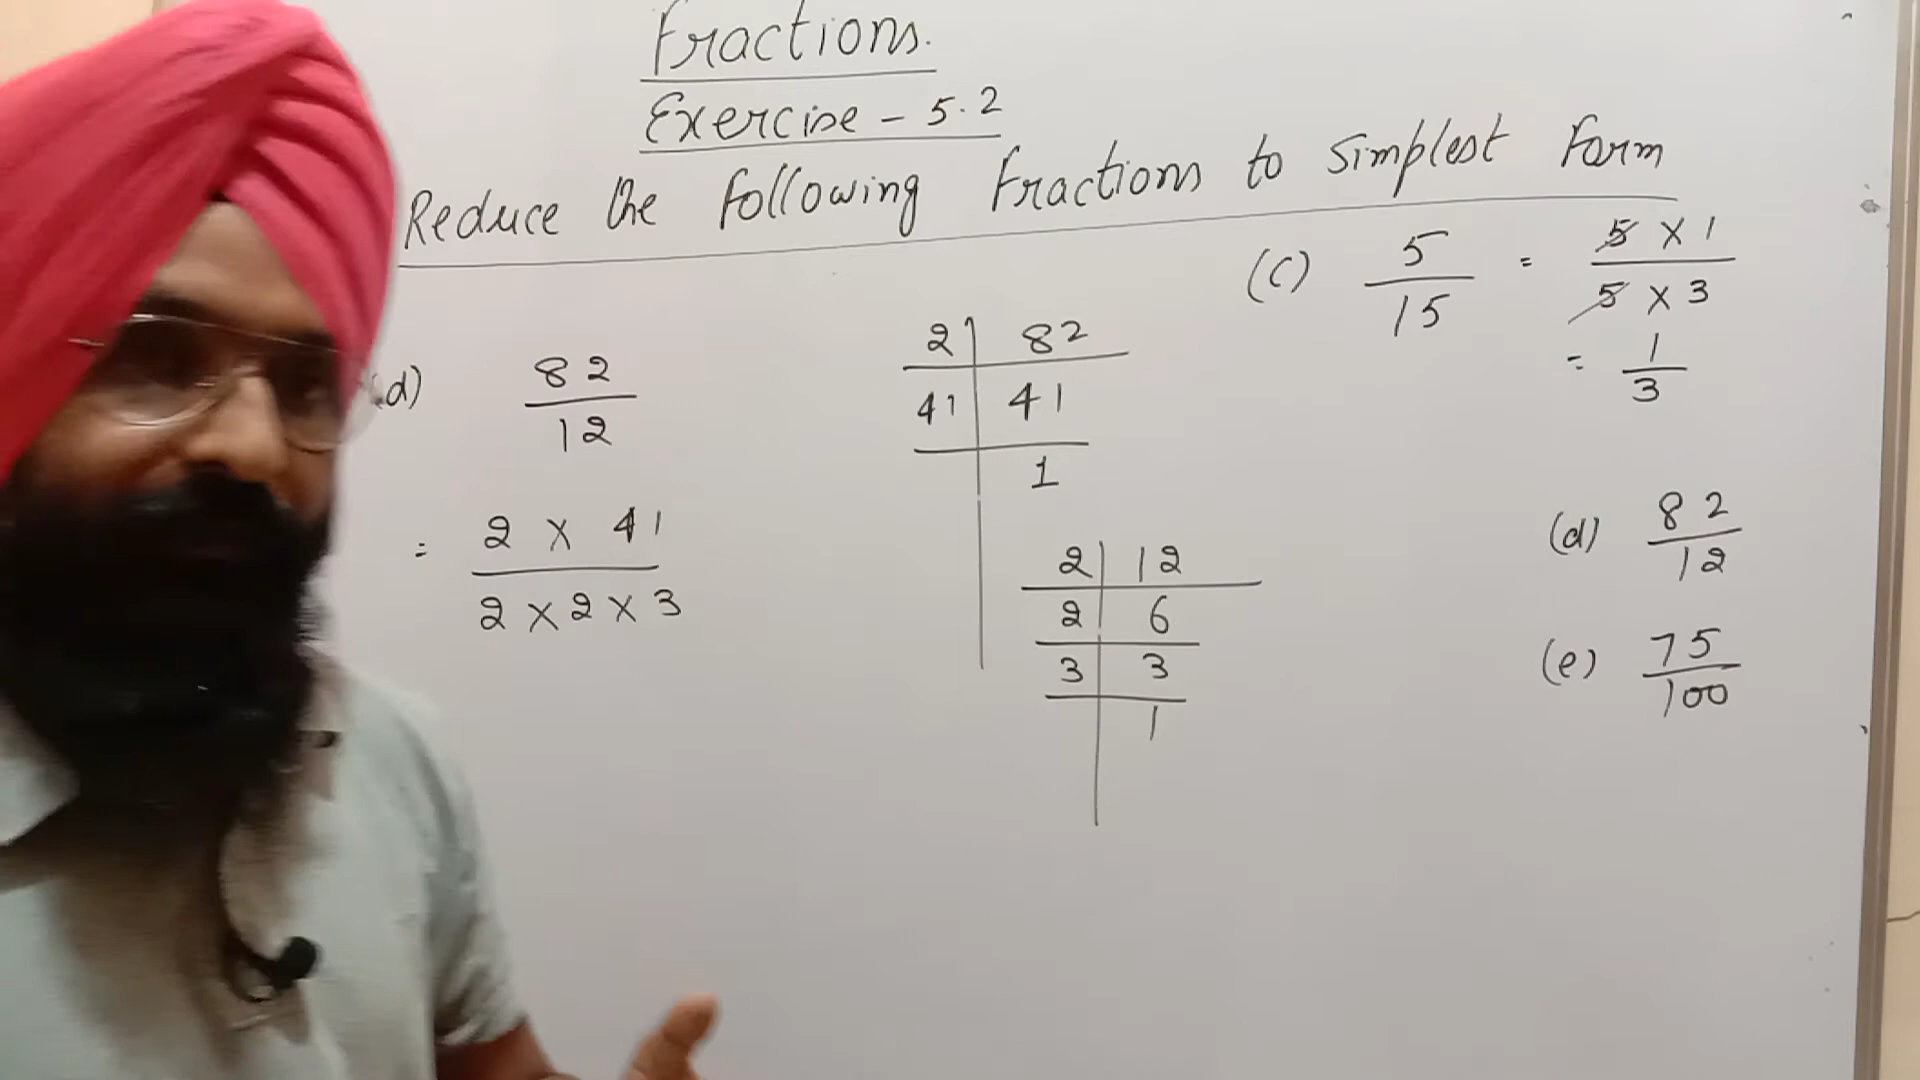 Fractions.
Exercise - 5.2
Reduce the following Fractions to simplest form
(c) 5/15 = 5 x 1 / 5 x 3
= 1/3
(d) 82/12
= 2 x 41 / 2 x 2 x 3
2 | 82
41 | 41
1
2 | 12
2 | 6
3 | 3
1
(d) 82/12
(e) 75/100